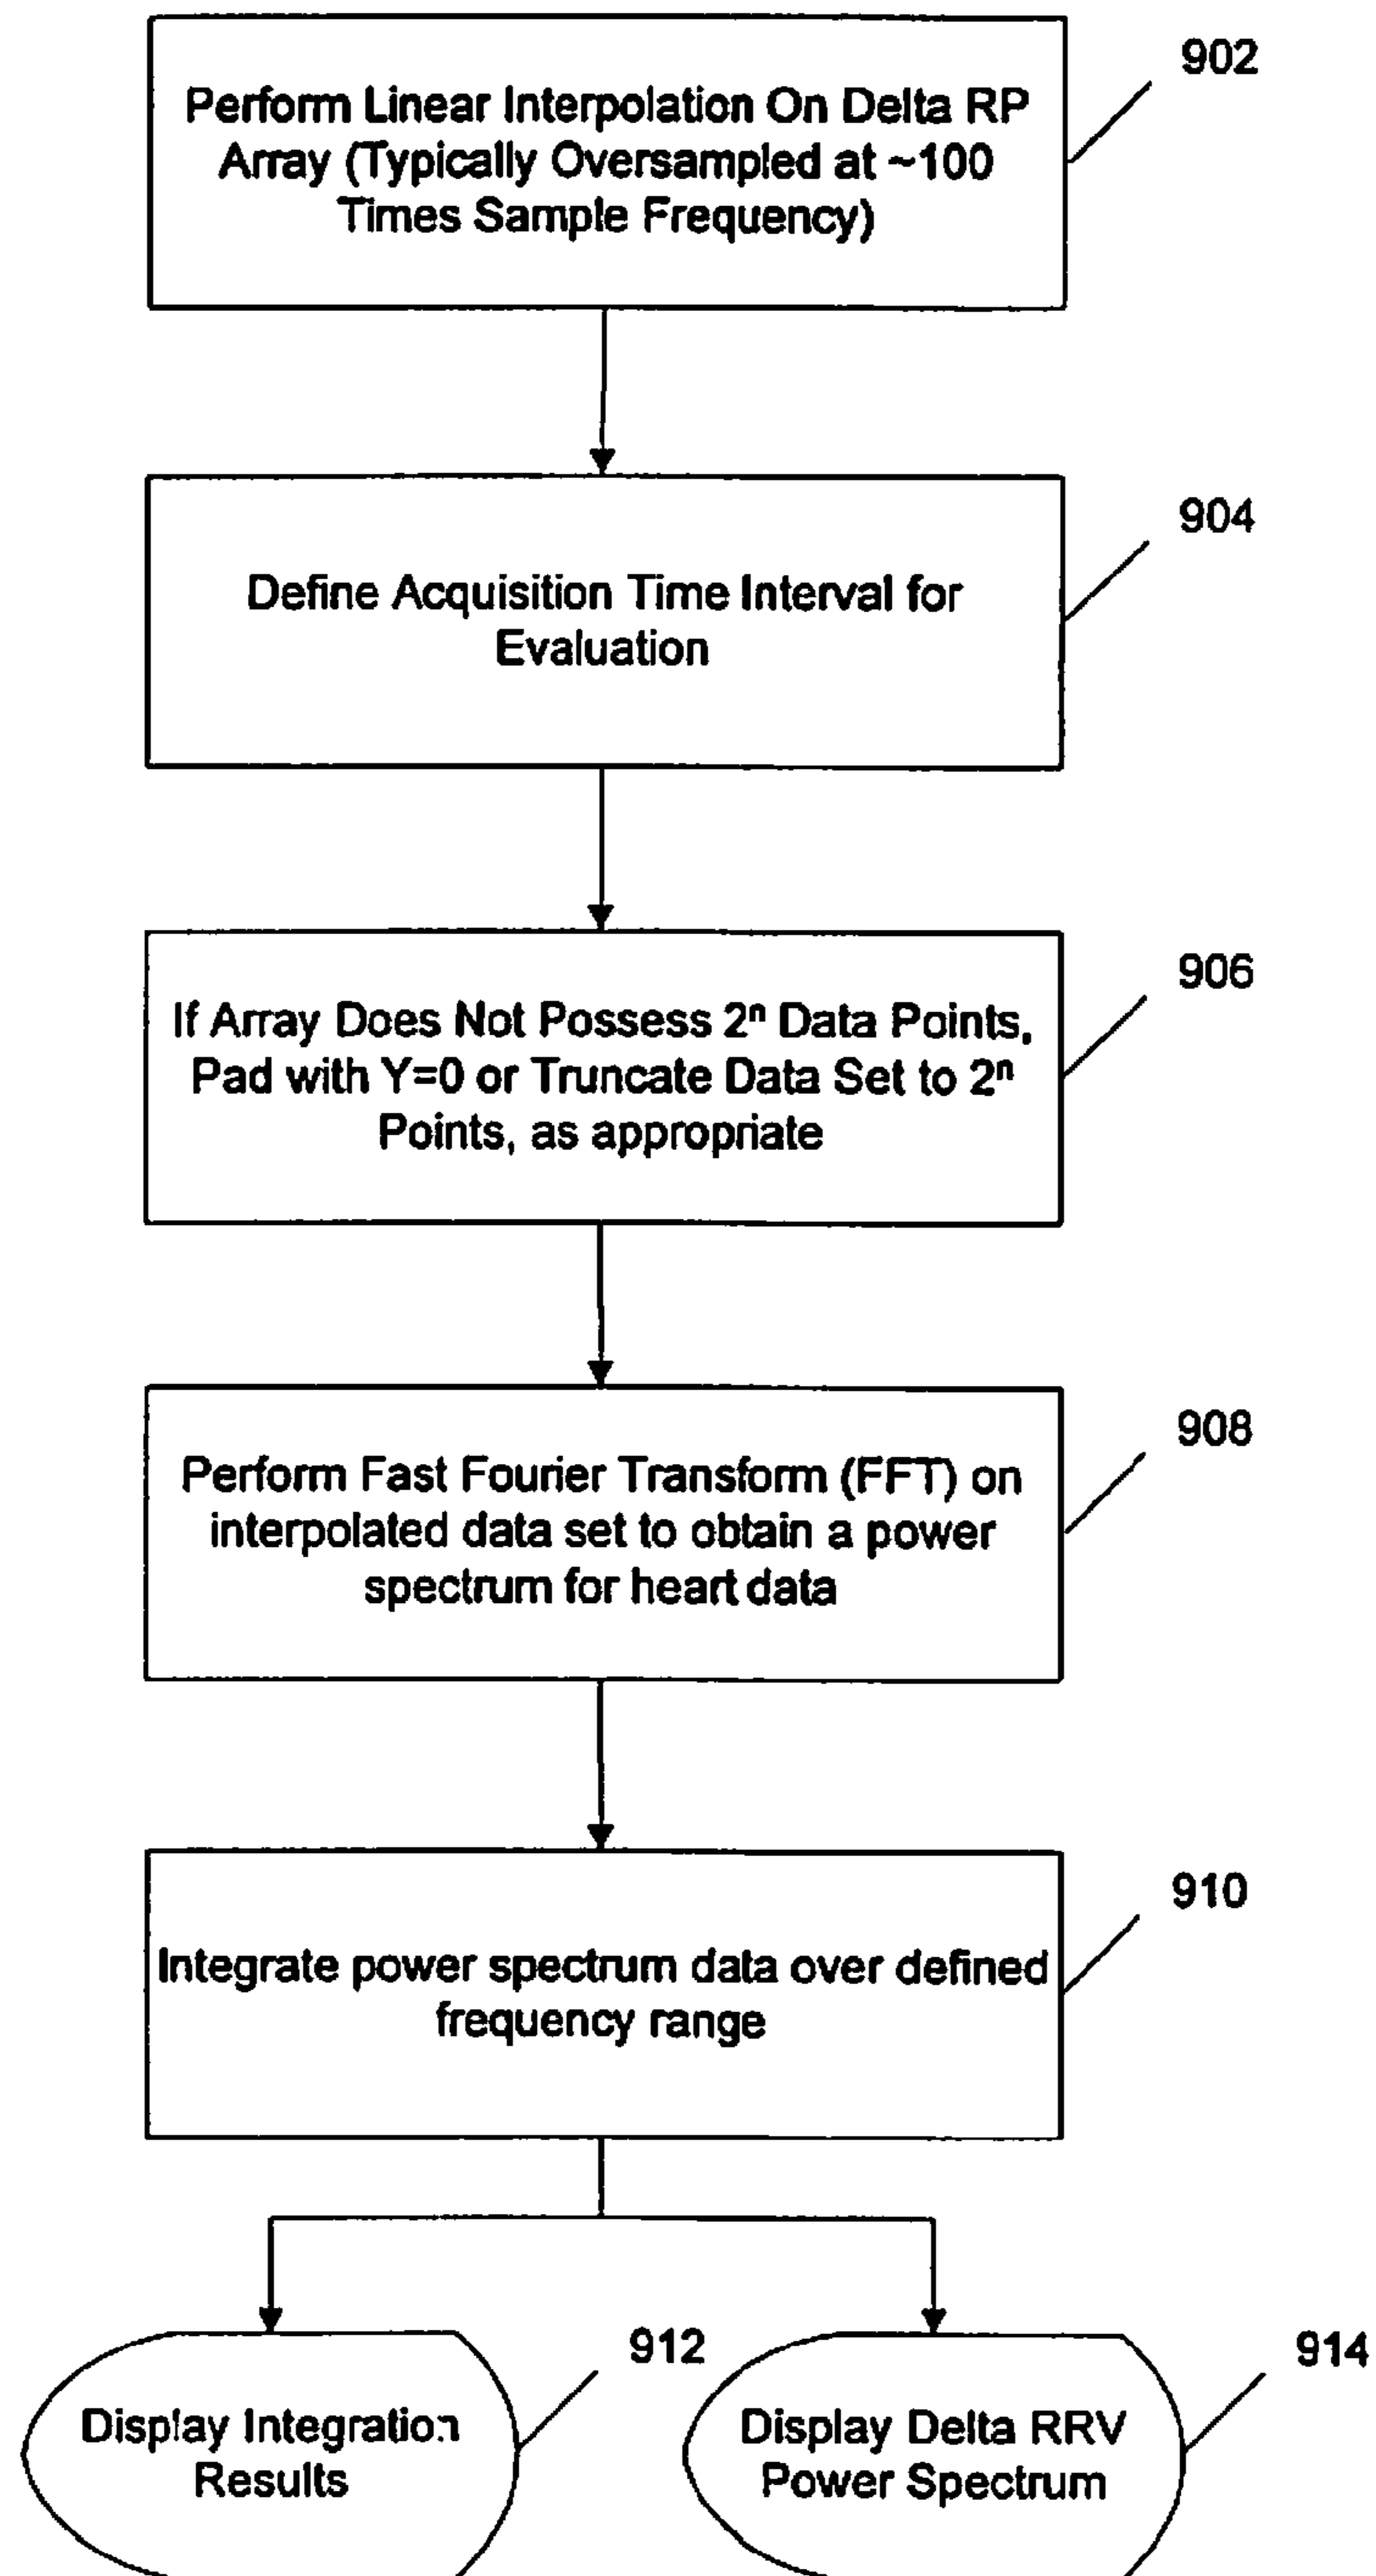 902
Perform Linear Interpolation On Delta RP
Array (Typically Oversampled at ~100
Times Sample Frequency)
904
Define Acquisition Time Interval for
Evaluation
906
If Array Does Not Possess 2ⁿ Data Points,
Pad with Y=0 or Truncate Data Set to 2ⁿ
Points, as appropriate
908
Perform Fast Fourier Transform (FFT) on
interpolated data set to obtain a power
spectrum for heart data
910
Integrate power spectrum data over defined
frequency range
912
Display Integration
Results
914
Display Delta RRV
Power Spectrum